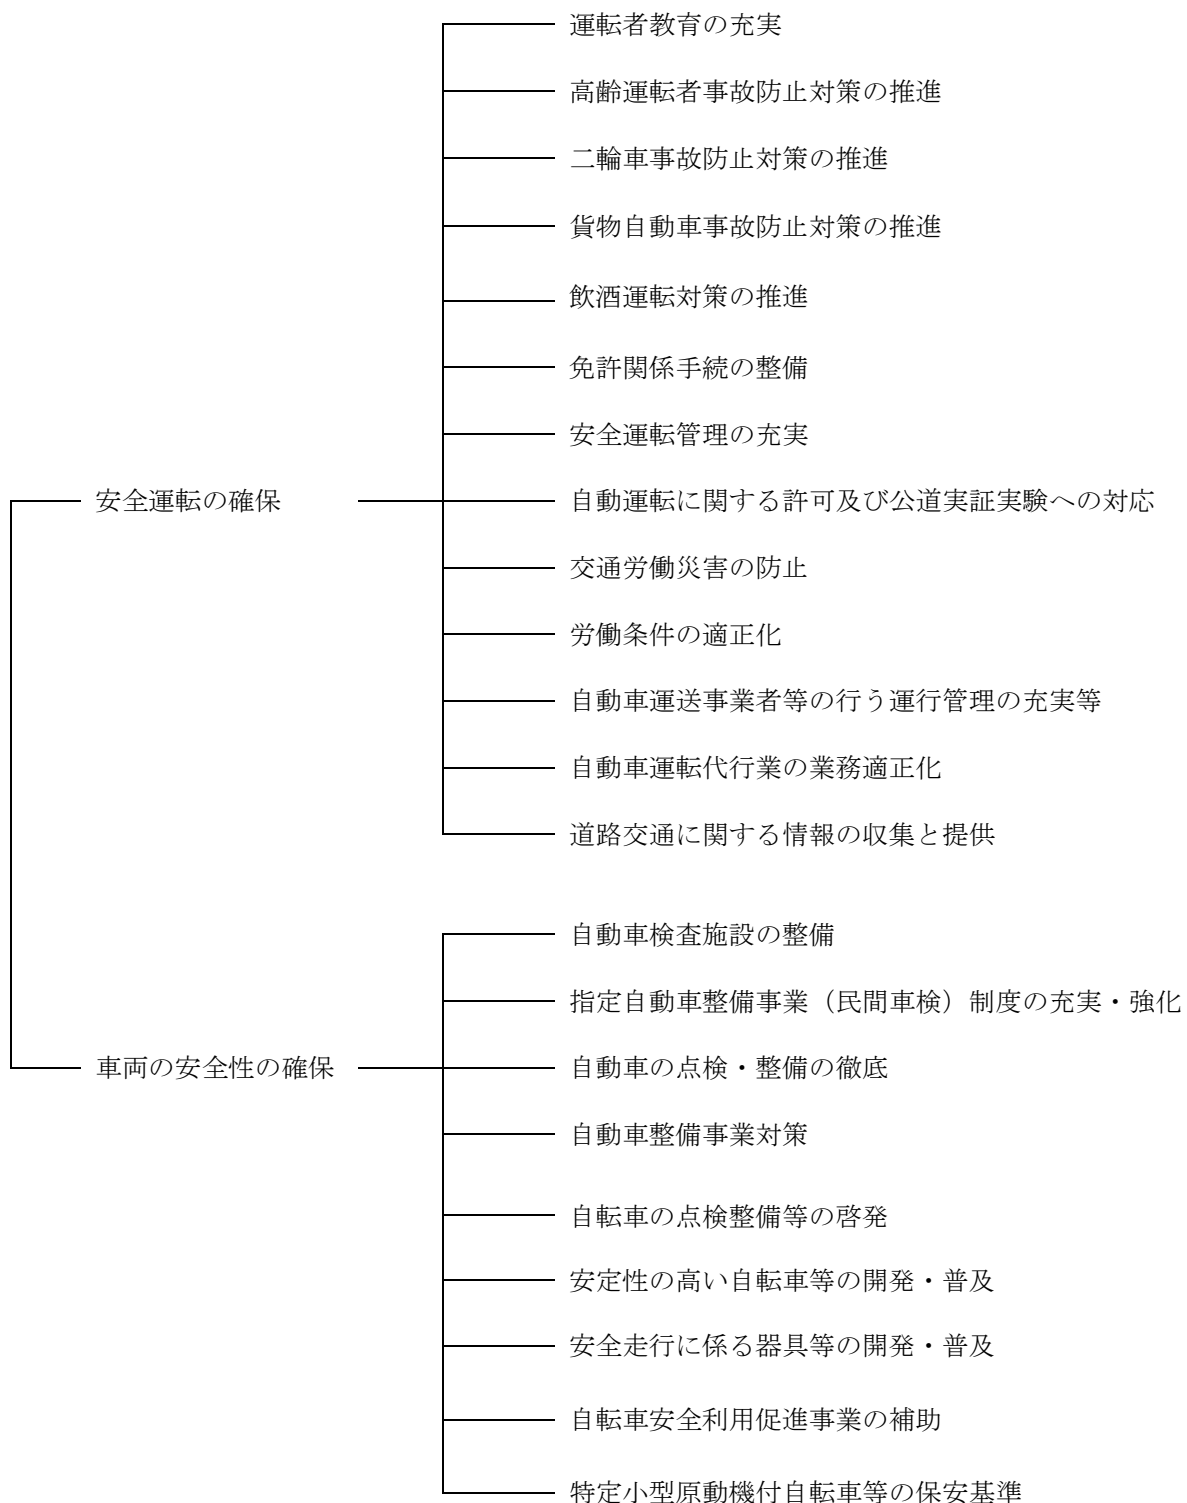 運転者教育の充実
高齢運転者事故防止対策の推進
二輪車事故防止対策の推進
貨物自動車事故防止対策の推進
飲酒運転対策の推進
免許関係手続の整備
安全運転管理の充実
安全運転の確保
自動運転に関する許可及び公道実証実験への対応
交通労働災害の防止
労働条件の適正化
自動車運送事業者等の行う運行管理の充実等
自動車運転代行業の業務適正化
道路交通に関する情報の収集と提供
自動車検査施設の整備
指定自動車整備事業（民間車検）制度の充実・強化
車両の安全性の確保
自動車の点検・整備の徹底
自動車整備事業対策
自転車の点検整備等の啓発
安定性の高い自転車等の開発・普及
安全走行に係る器具等の開発・普及
自転車安全利用促進事業の補助
特定小型原動機付自転車等の保安基準